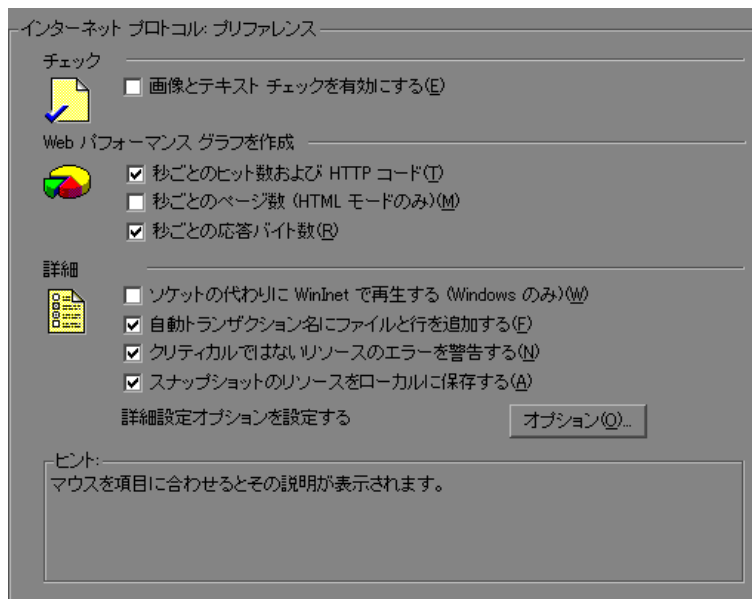 インターネット プロトコル: プリファレンス
チェック
画像とテキスト チェックを有効にする(E)
Web パフォーマンス グラフを作成
秒ごとのヒット数および HTTP コード(T)
秒ごとのページ数 (HTML モードのみ)(M)
秒ごとの応答バイト数(R)
詳細
ソケットの代わりに WinInet で再生する (Windows のみ)(W)
自動トランザクション名にファイルと行を追加する(F)
クリティカルではないリソースのエラーを警告する(N)
スナップショットのリソースをローカルに保存する(A)
詳細設定オプションを設定する オプション(O)...
ヒント:
マウスを項目に合わせるとその説明が表示されます。